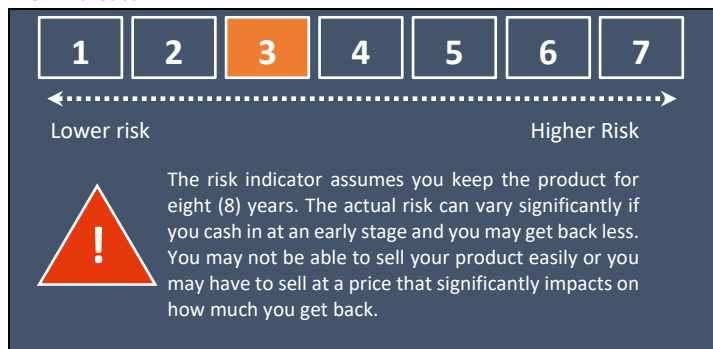 1 2 3 4 5 6 7
Lower risk Higher Risk
The risk indicator assumes you keep the product for
eight (8) years. The actual risk can vary significantly if
you cash in at an early stage and you may get back less.
You may not be able to sell your product easily or you
may have to sell at a price that significantly impacts on
how much you get back.
!